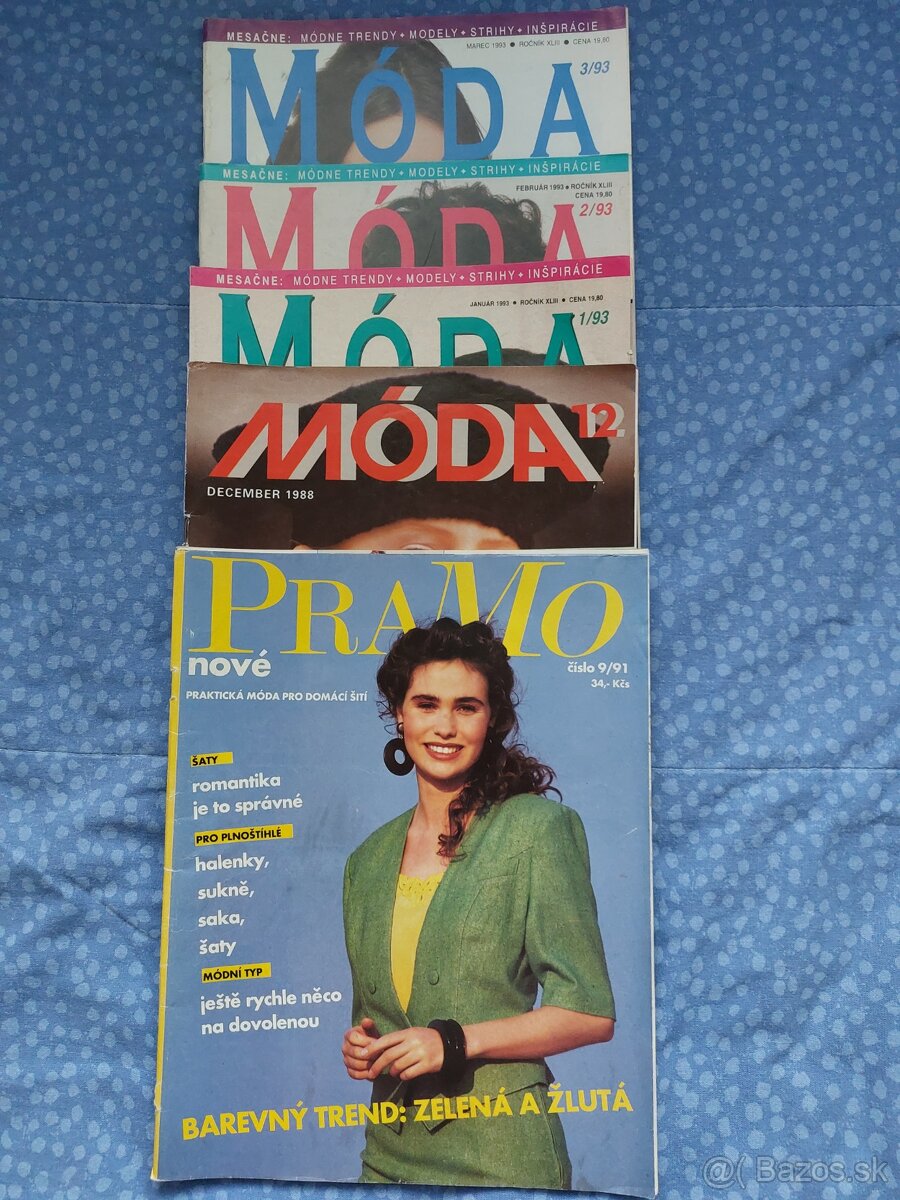 MESAČNE: MÓDNE TRENDY + MODELY + STRIHY + INŠPIRÁCIE
MAREC 1993 ● ROČNÍK XLIII ● CENA 19,80
3/93
MÓDA
MESAČNE: MÓDNE TRENDY + MODELY + STRIHY + INŠPIRÁCIE
FEBRUÁR 1993 ● ROČNÍK XLIII
CENA 19,80
2/93
MÓDA
MESAČNE: MÓDNE TRENDY + MODELY + STRIHY + INŠPIRÁCIE
JANUÁR 1993 ● ROČNÍK XLIII ● CENA 19,80
1/93
MÓDA
MÓDA 12.
DECEMBER 1988
PRAMO
nové
číslo 9/91
34,- Kčs
PRAKTICKÁ MÓDA PRO DOMÁCÍ ŠITÍ
ŠATY
romantika
je to správné
PRO PLNOŠTÍHLÉ
halenky,
sukně,
saka,
šaty
MÓDNÍ TYP
ještě rychle něco
na dovolenou
BAREVNÝ TREND: ZELENÁ A ŽLUTÁ
@( Bazos.sk